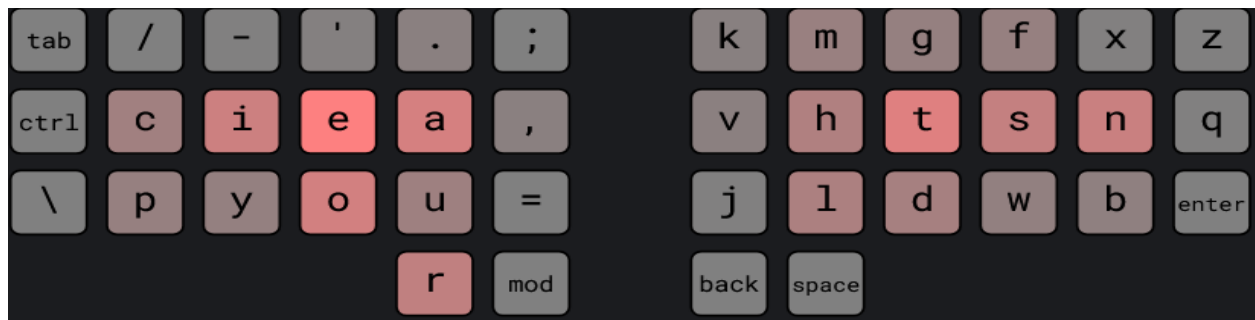 tab / - ' . ; k m g f x z
ctrl c i e a , v h t s n q
\ p y o u = j l d w b enter
r mod back space